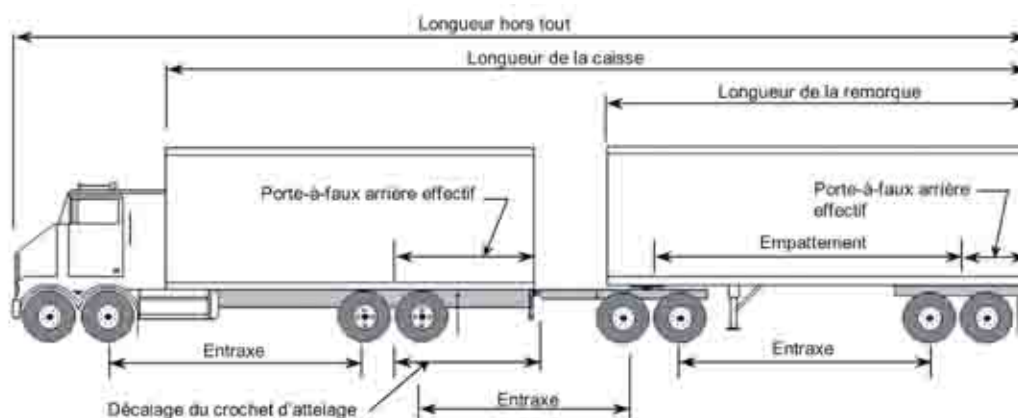 Longueur hors tout
Longueur de la caisse
Longueur de la remorque
Porte-à-faux arrière effectif
Porte-à-faux arrière
effectif
Empattement
Entraxe
Entraxe
Entraxe
Décalage du crochet d'attelage